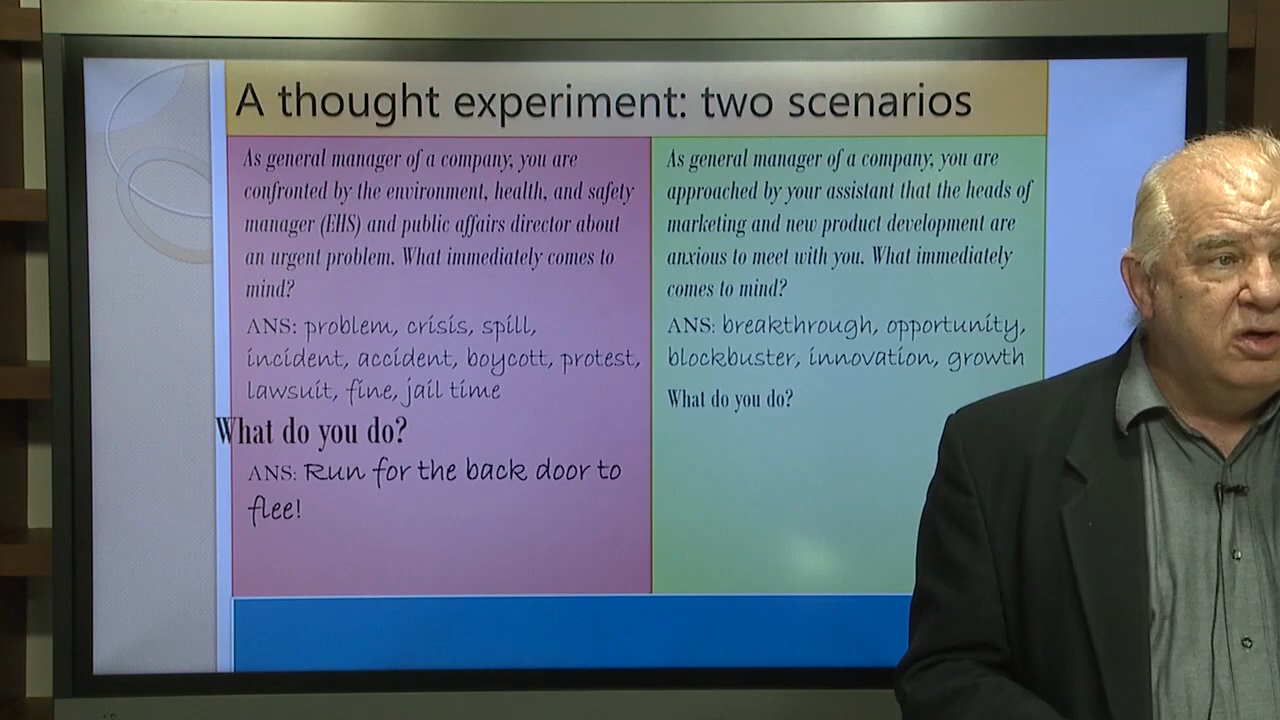 A thought experiment: two scenarios
As general manager of a company, you are
confronted by the environment, health, and safety
manager (EHS) and public affairs director about
an urgent problem. What immediately comes to
mind?
ANS: problem, crisis, spill,
incident, accident, boycott, protest,
lawsuit, fine, jail time
What do you do?
ANS: Run for the back door to
flee!
As general manager of a company, you are
approached by your assistant that the heads of
marketing and new product development are
anxious to meet with you. What immediately
comes to mind?
ANS: breakthrough, opportunity,
blockbuster, innovation, growth
What do you do?